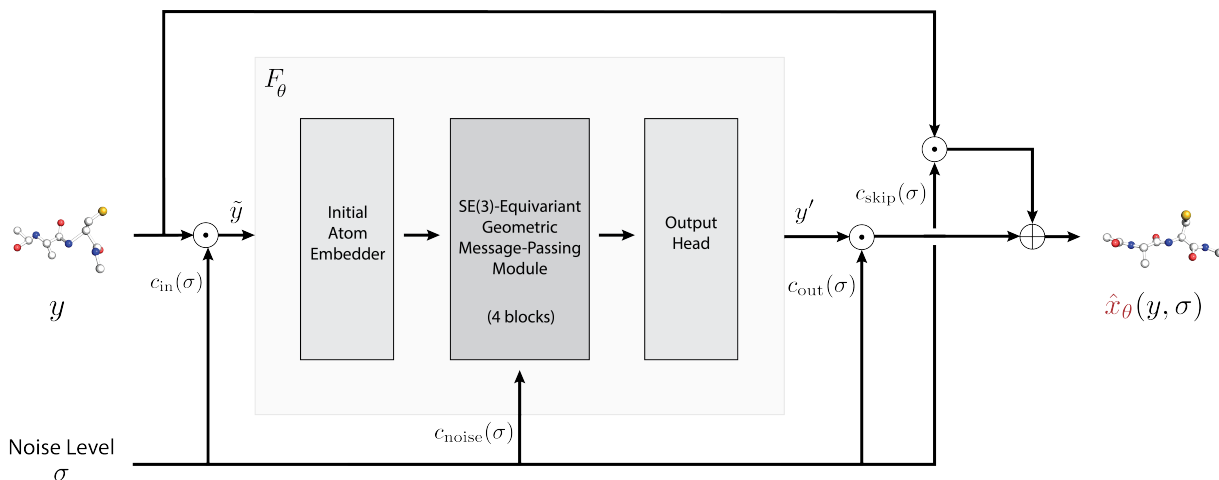 F_θ
c_skip(σ)
ỹ
Initial
Atom
Embedder
SE(3)-Equivariant
Geometric
Message-Passing
Module
(4 blocks)
Output
Head
y′
c_in(σ)
c_out(σ)
y
x̂_θ(y, σ)
c_noise(σ)
Noise Level
σ